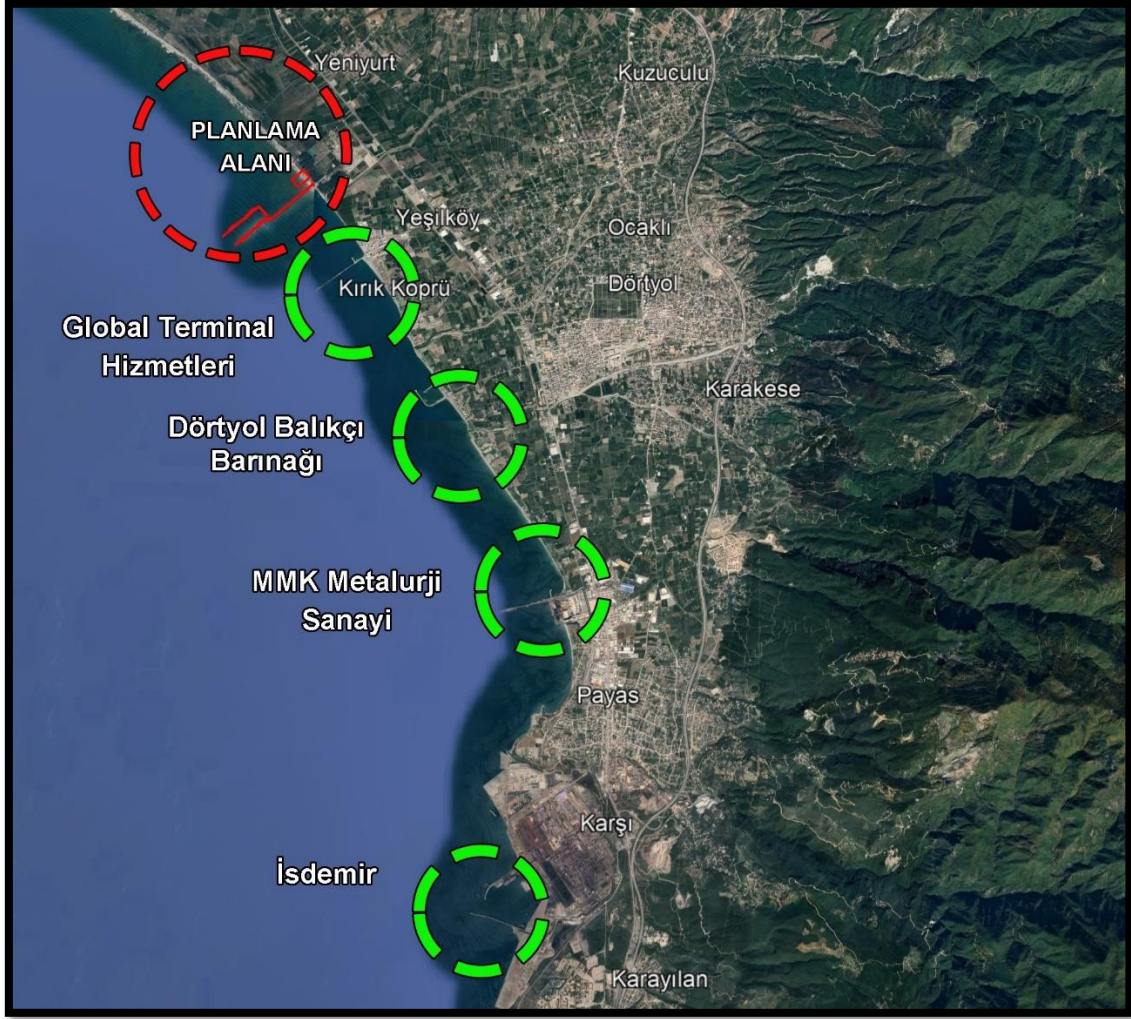 Yeniyurt
Kuzuculu
PLANLAMA
ALANI
Yeşilköy
Ocaklı
Kırık Köprü
Dörtyol
Global Terminal
Hizmetleri
Karakese
Dörtyol Balıkçı
Barınağı
MMK Metalurji
Sanayi
Payas
Karşı
İsdemir
Karayılan